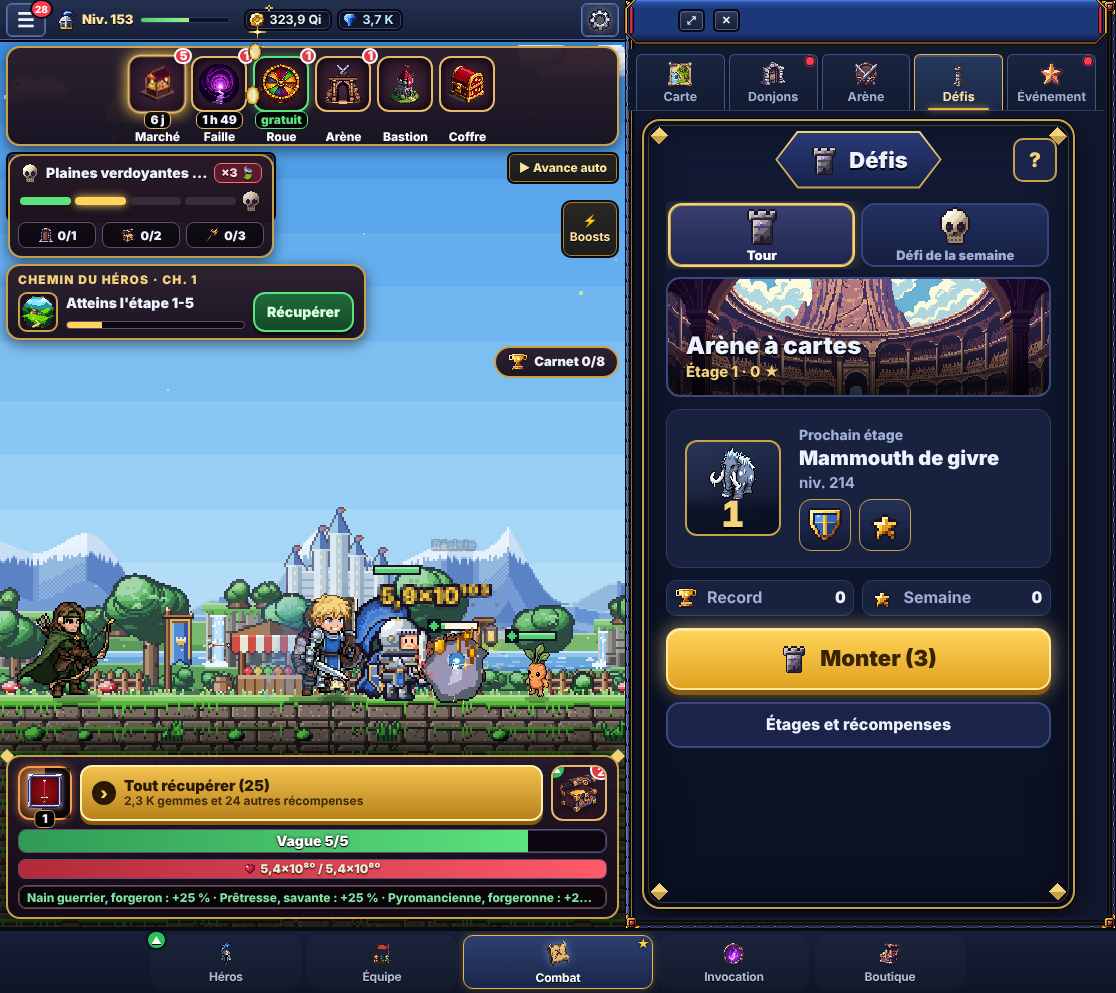 28
Niv. 153
323,9 Qi
3,7 K
5
1
1
1
6 j
1 h 49
gratuit
Marché
Faille
Roue
Arène
Bastion
Coffre
Plaines verdoyantes ...
×3
0/1
0/2
0/3
Avance auto
Boosts
CHEMIN DU HÉROS · CH. 1
Atteins l'étape 1-5
Récupérer
Carnet 0/8
5,9×10¹⁰³
Tout récupérer (25)
2,3 K gemmes et 24 autres récompenses
1
2
Vague 5/5
5,4×10⁸⁰ / 5,4×10⁸⁰
Nain guerrier, forgeron : +25 % · Prêtresse, savante : +25 % · Pyromancienne, forgeronne : +2...
Carte
Donjons
Arène
Défis
Événement
Défis
?
Tour
Défi de la semaine
Arène à cartes
Étage 1 · 0 ★
Prochain étage
Mammouth de givre
niv. 214
1
Record
0
Semaine
0
Monter (3)
Étages et récompenses
Héros
Équipe
Combat
Invocation
Boutique